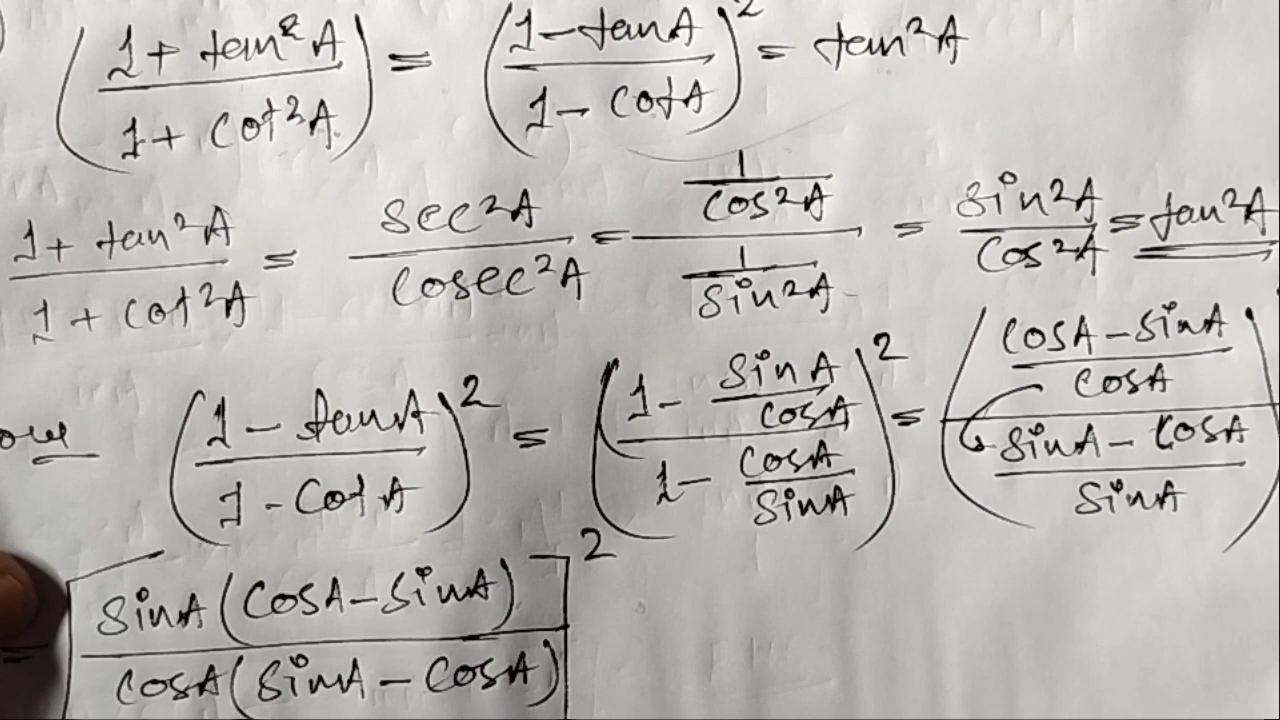 ) ((1 + tan²A)/(1 + cot²A)) = ((1 - tanA)/(1 - cotA))² = tan²A
(1 + tan²A)/(1 + cot²A) = sec²A/cosec²A = (1/cos²A)/(1/sin²A) = sin²A/cos²A = tan²A
((1 - tanA)/(1 - cotA))² = ((1 - sinA/cosA)/(1 - cosA/sinA))² = (((cosA - sinA)/cosA)/((sinA - cosA)/sinA))
[sinA(cosA - sinA)/cosA(sinA - cosA)]²